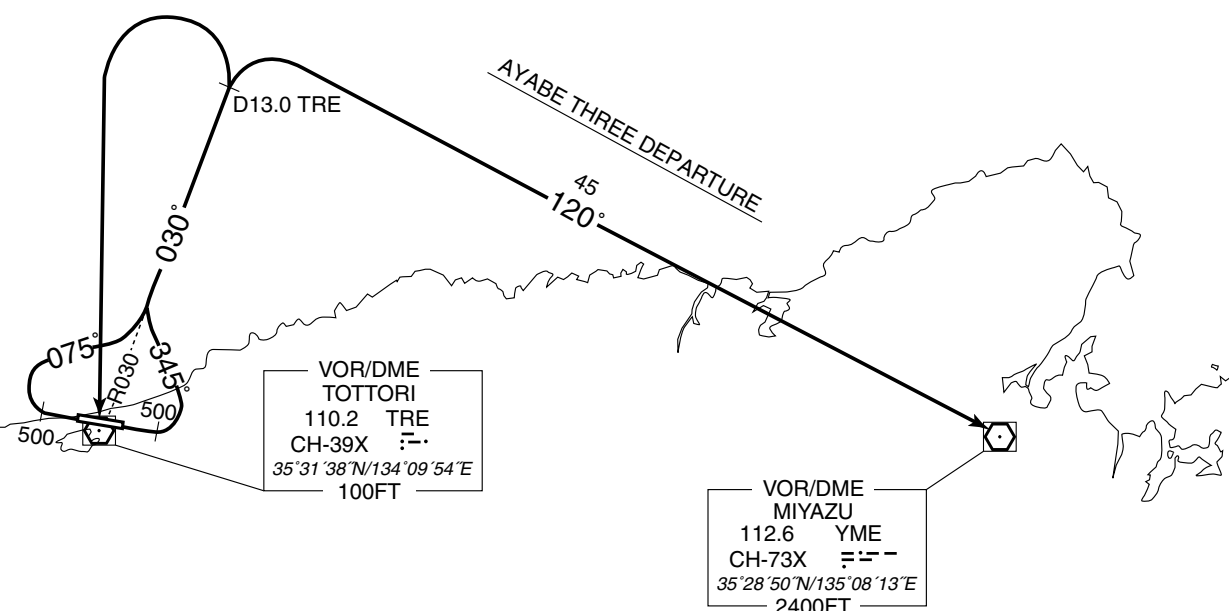 D13.0 TRE
AYABE THREE DEPARTURE
45
120°
030°
075°
345°
R030
500
500
VOR/DME
TOTTORI
110.2 TRE
CH-39X
35°31´38˝N/134°09´54˝E
100FT
VOR/DME
MIYAZU
112.6 YME
CH-73X
35°28´50˝N/135°08´13˝E
2400FT